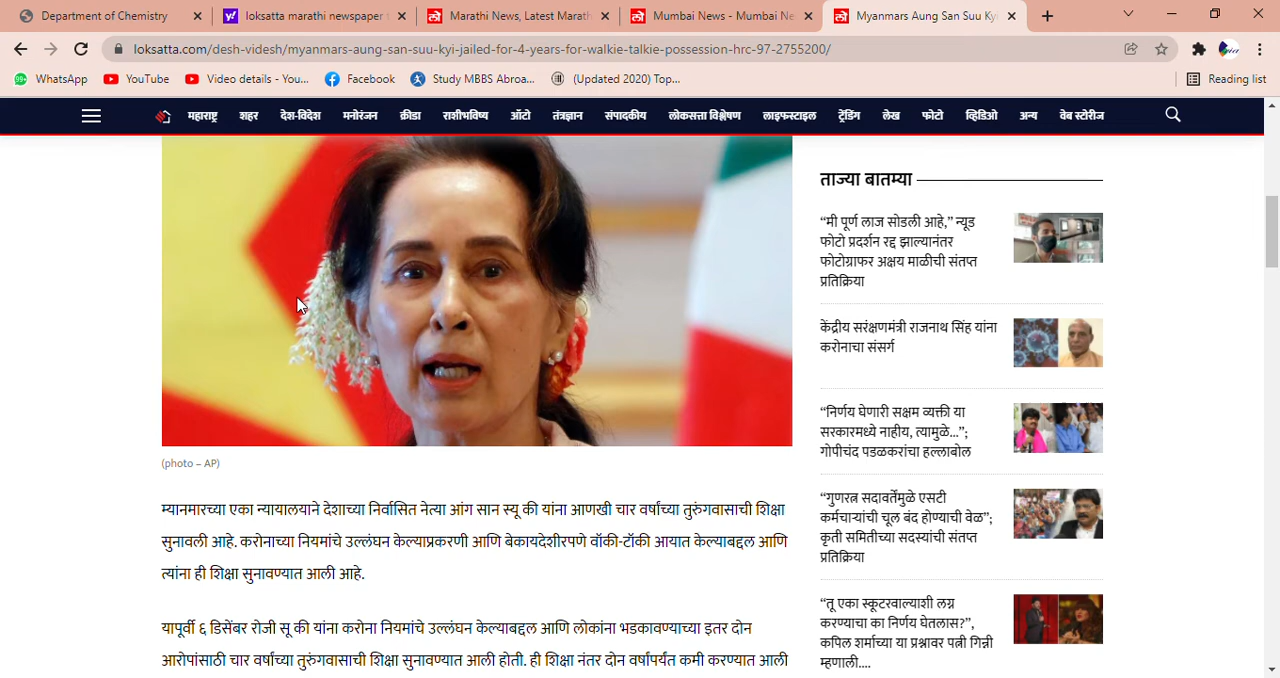 Department of Chemistry
loksatta marathi newspaper
Marathi News, Latest Marath
Mumbai News - Mumbai Ne
Myanmars Aung San Suu Kyi
loksatta.com/desh-videsh/myanmars-aung-san-suu-kyi-jailed-for-4-years-for-walkie-talkie-possession-hrc-97-2755200/
WhatsApp
YouTube
Video details - You...
Facebook
Study MBBS Abroa...
(Updated 2020) Top...
Reading list
महाराष्ट्र
शहर
देश-विदेश
मनोरंजन
क्रीडा
राशीभविष्य
ऑटो
तंत्रज्ञान
संपादकीय
लोकसत्ता विश्लेषण
लाइफस्टाइल
ट्रेंडिंग
लेख
फोटो
व्हिडिओ
अन्य
वेब स्टोरीज
(photo – AP)
म्यानमारच्या एका न्यायालयाने देशाच्या निर्वासित नेत्या आंग सान स्यू की यांना आणखी चार वर्षांच्या तुरुंगवासाची शिक्षा
सुनावली आहे. करोनाच्या नियमांचे उल्लंघन केल्याप्रकरणी आणि बेकायदेशीरपणे वॉकी-टॉकी आयात केल्याबद्दल आणि
त्यांना ही शिक्षा सुनावण्यात आली आहे.
यापूर्वी ६ डिसेंबर रोजी सू की यांना करोना नियमांचे उल्लंघन केल्याबद्दल आणि लोकांना भडकावण्याच्या इतर दोन
आरोपांसाठी चार वर्षांच्या तुरुंगवासाची शिक्षा सुनावण्यात आली होती. ही शिक्षा नंतर दोन वर्षांपर्यंत कमी करण्यात आली
ताज्या बातम्या
“मी पूर्ण लाज सोडली आहे,” न्यूड
फोटो प्रदर्शन रद्द झाल्यानंतर
फोटोग्राफर अक्षय माळीची संतप्त
प्रतिक्रिया
केंद्रीय सरंक्षणमंत्री राजनाथ सिंह यांना
करोनाचा संसर्ग
“निर्णय घेणारी सक्षम व्यक्ती या
सरकारमध्ये नाहीय, त्यामुळे...”;
गोपीचंद पडळकरांचा हल्लाबोल
“गुणरत्न सदावर्तेमुळे एसटी
कर्मचाऱ्यांची चूल बंद होण्याची वेळ”;
कृती समितीच्या सदस्यांची संतप्त
प्रतिक्रिया
“तू एका स्कूटरवाल्याशी लग्न
करण्याचा का निर्णय घेतलास?”,
कपिल शर्माच्या या प्रश्नावर पत्नी गिन्नी
म्हणाली....